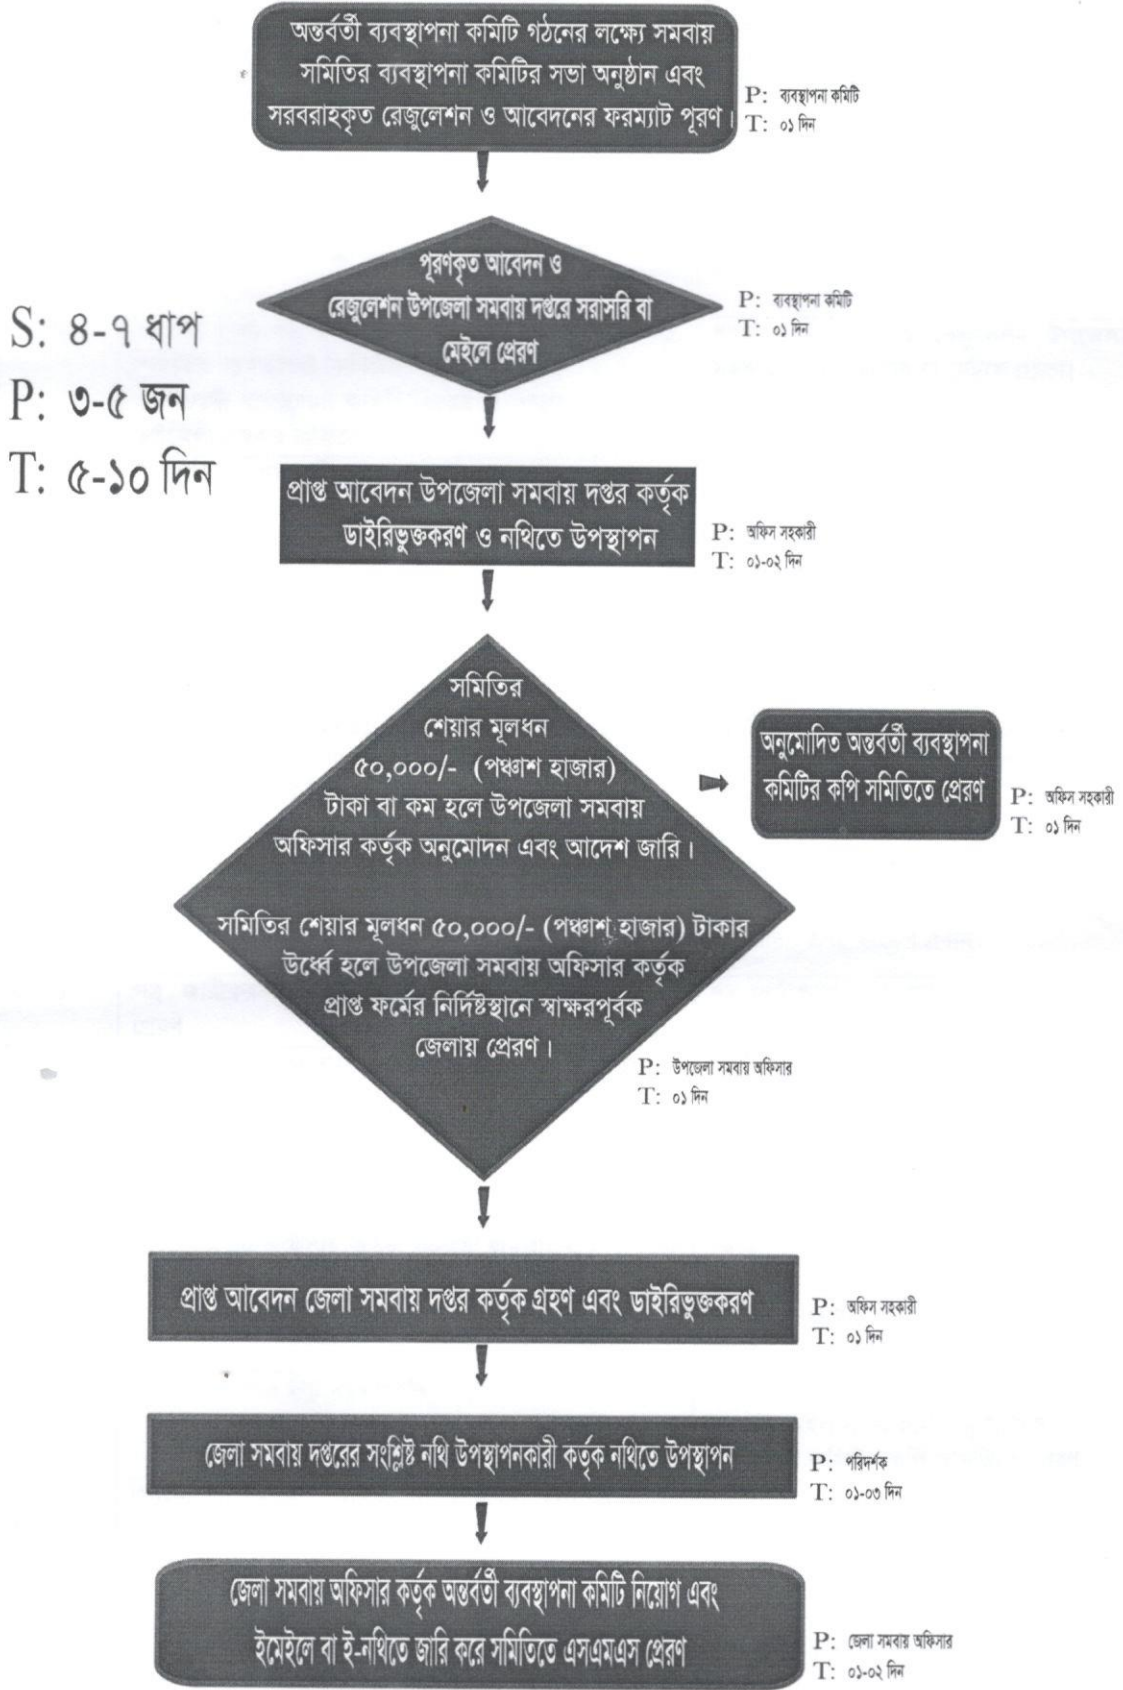 অন্তর্বর্তী ব্যবস্থাপনা কমিটি গঠনের লক্ষ্যে সমবায়
সমিতির ব্যবস্থাপনা কমিটির সভা অনুষ্ঠান এবং
সরবরাহকৃত রেজুলেশন ও আবেদনের ফরম্যাট পূরণ।
P: ব্যবস্থাপনা কমিটি
T: ০১ দিন
পূরণকৃত আবেদন ও
রেজুলেশন উপজেলা সমবায় দপ্তরে সরাসরি বা
মেইলে প্রেরণ
P: ব্যবস্থাপনা কমিটি
T: ০১ দিন
S: ৪-৭ ধাপ
P: ৩-৫ জন
T: ৫-১০ দিন
প্রাপ্ত আবেদন উপজেলা সমবায় দপ্তর কর্তৃক
ডাইরিভুক্তকরণ ও নথিতে উপস্থাপন
P: অফিস সহকারী
T: ০১-০২ দিন
সমিতির
শেয়ার মূলধন
৫০,০০০/- (পঞ্চাশ হাজার)
টাকা বা কম হলে উপজেলা সমবায়
অফিসার কর্তৃক অনুমোদন এবং আদেশ জারি।
সমিতির শেয়ার মূলধন ৫০,০০০/- (পঞ্চাশ হাজার) টাকার
উর্ধ্বে হলে উপজেলা সমবায় অফিসার কর্তৃক
প্রাপ্ত ফর্মের নির্দিষ্টস্থানে স্বাক্ষরপূর্বক
জেলায় প্রেরণ।
P: উপজেলা সমবায় অফিসার
T: ০১ দিন
অনুমোদিত অন্তর্বর্তী ব্যবস্থাপনা
কমিটির কপি সমিতিতে প্রেরণ
P: অফিস সহকারী
T: ০১ দিন
প্রাপ্ত আবেদন জেলা সমবায় দপ্তর কর্তৃক গ্রহণ এবং ডাইরিভুক্তকরণ
P: অফিস সহকারী
T: ০১ দিন
জেলা সমবায় দপ্তরের সংশ্লিষ্ট নথি উপস্থাপনকারী কর্তৃক নথিতে উপস্থাপন
P: পরিদর্শক
T: ০১-০৩ দিন
জেলা সমবায় অফিসার কর্তৃক অন্তর্বর্তী ব্যবস্থাপনা কমিটি নিয়োগ এবং
ইমেইলে বা ই-নথিতে জারি করে সমিতিতে এসএমএস প্রেরণ
P: জেলা সমবায় অফিসার
T: ০১-০২ দিন